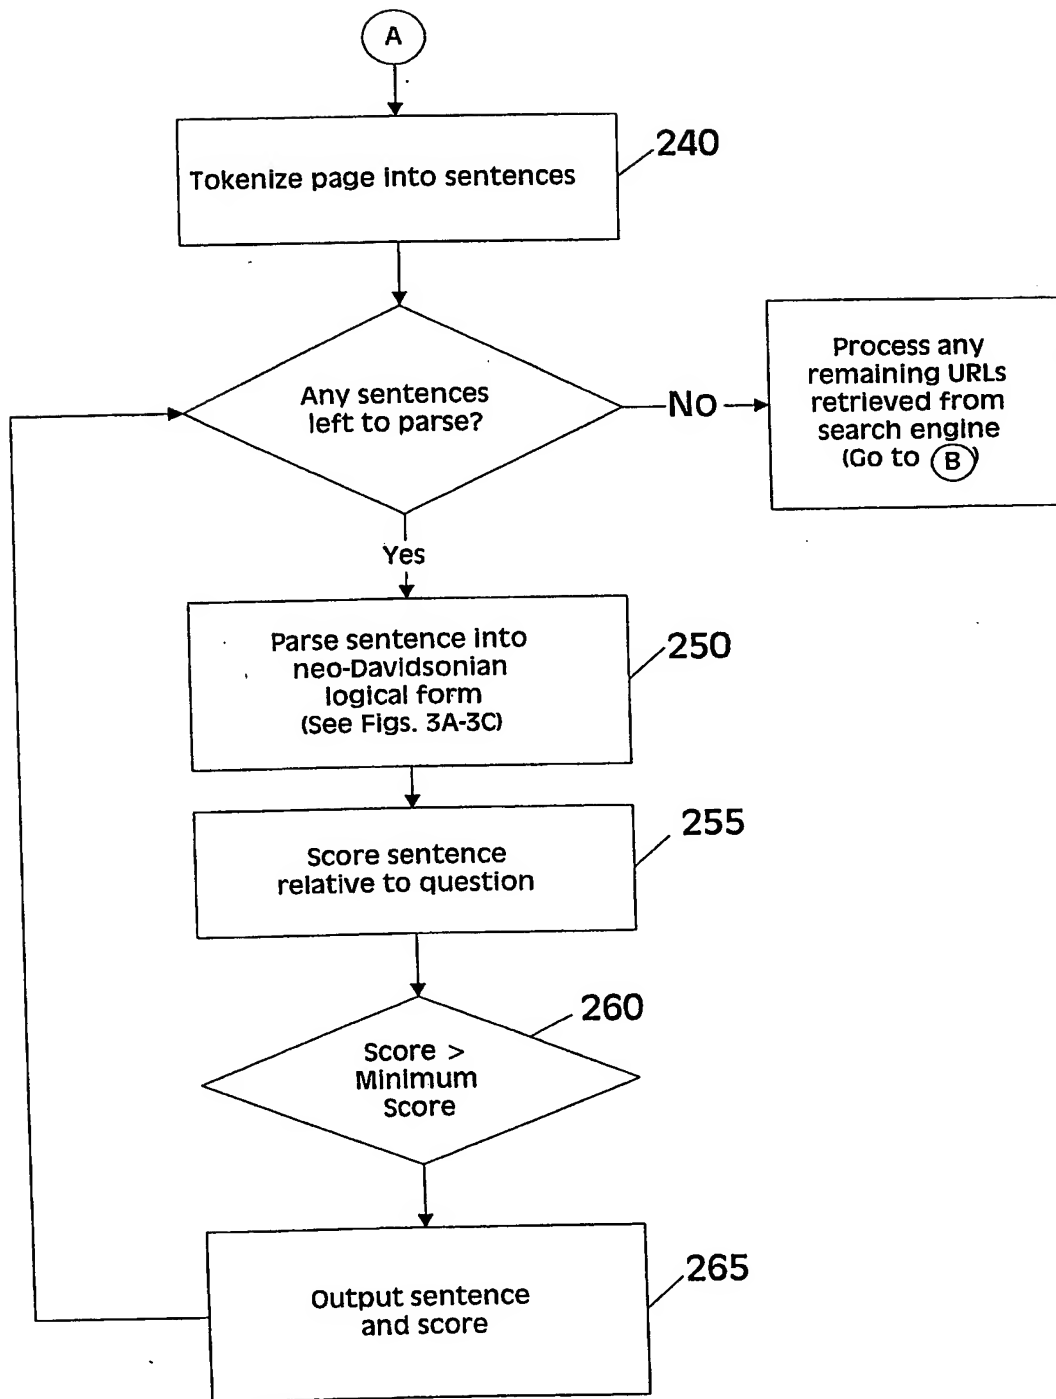 A
240
Tokenize page into sentences
Any sentences
left to parse?
No
Process any
remaining URLs
retrieved from
search engine
(Go to B)
Yes
Parse sentence into
neo-Davidsonian
logical form
(See Figs. 3A-3C)
250
Score sentence
relative to question
255
260
Score >
Minimum
Score
Output sentence
and score
265